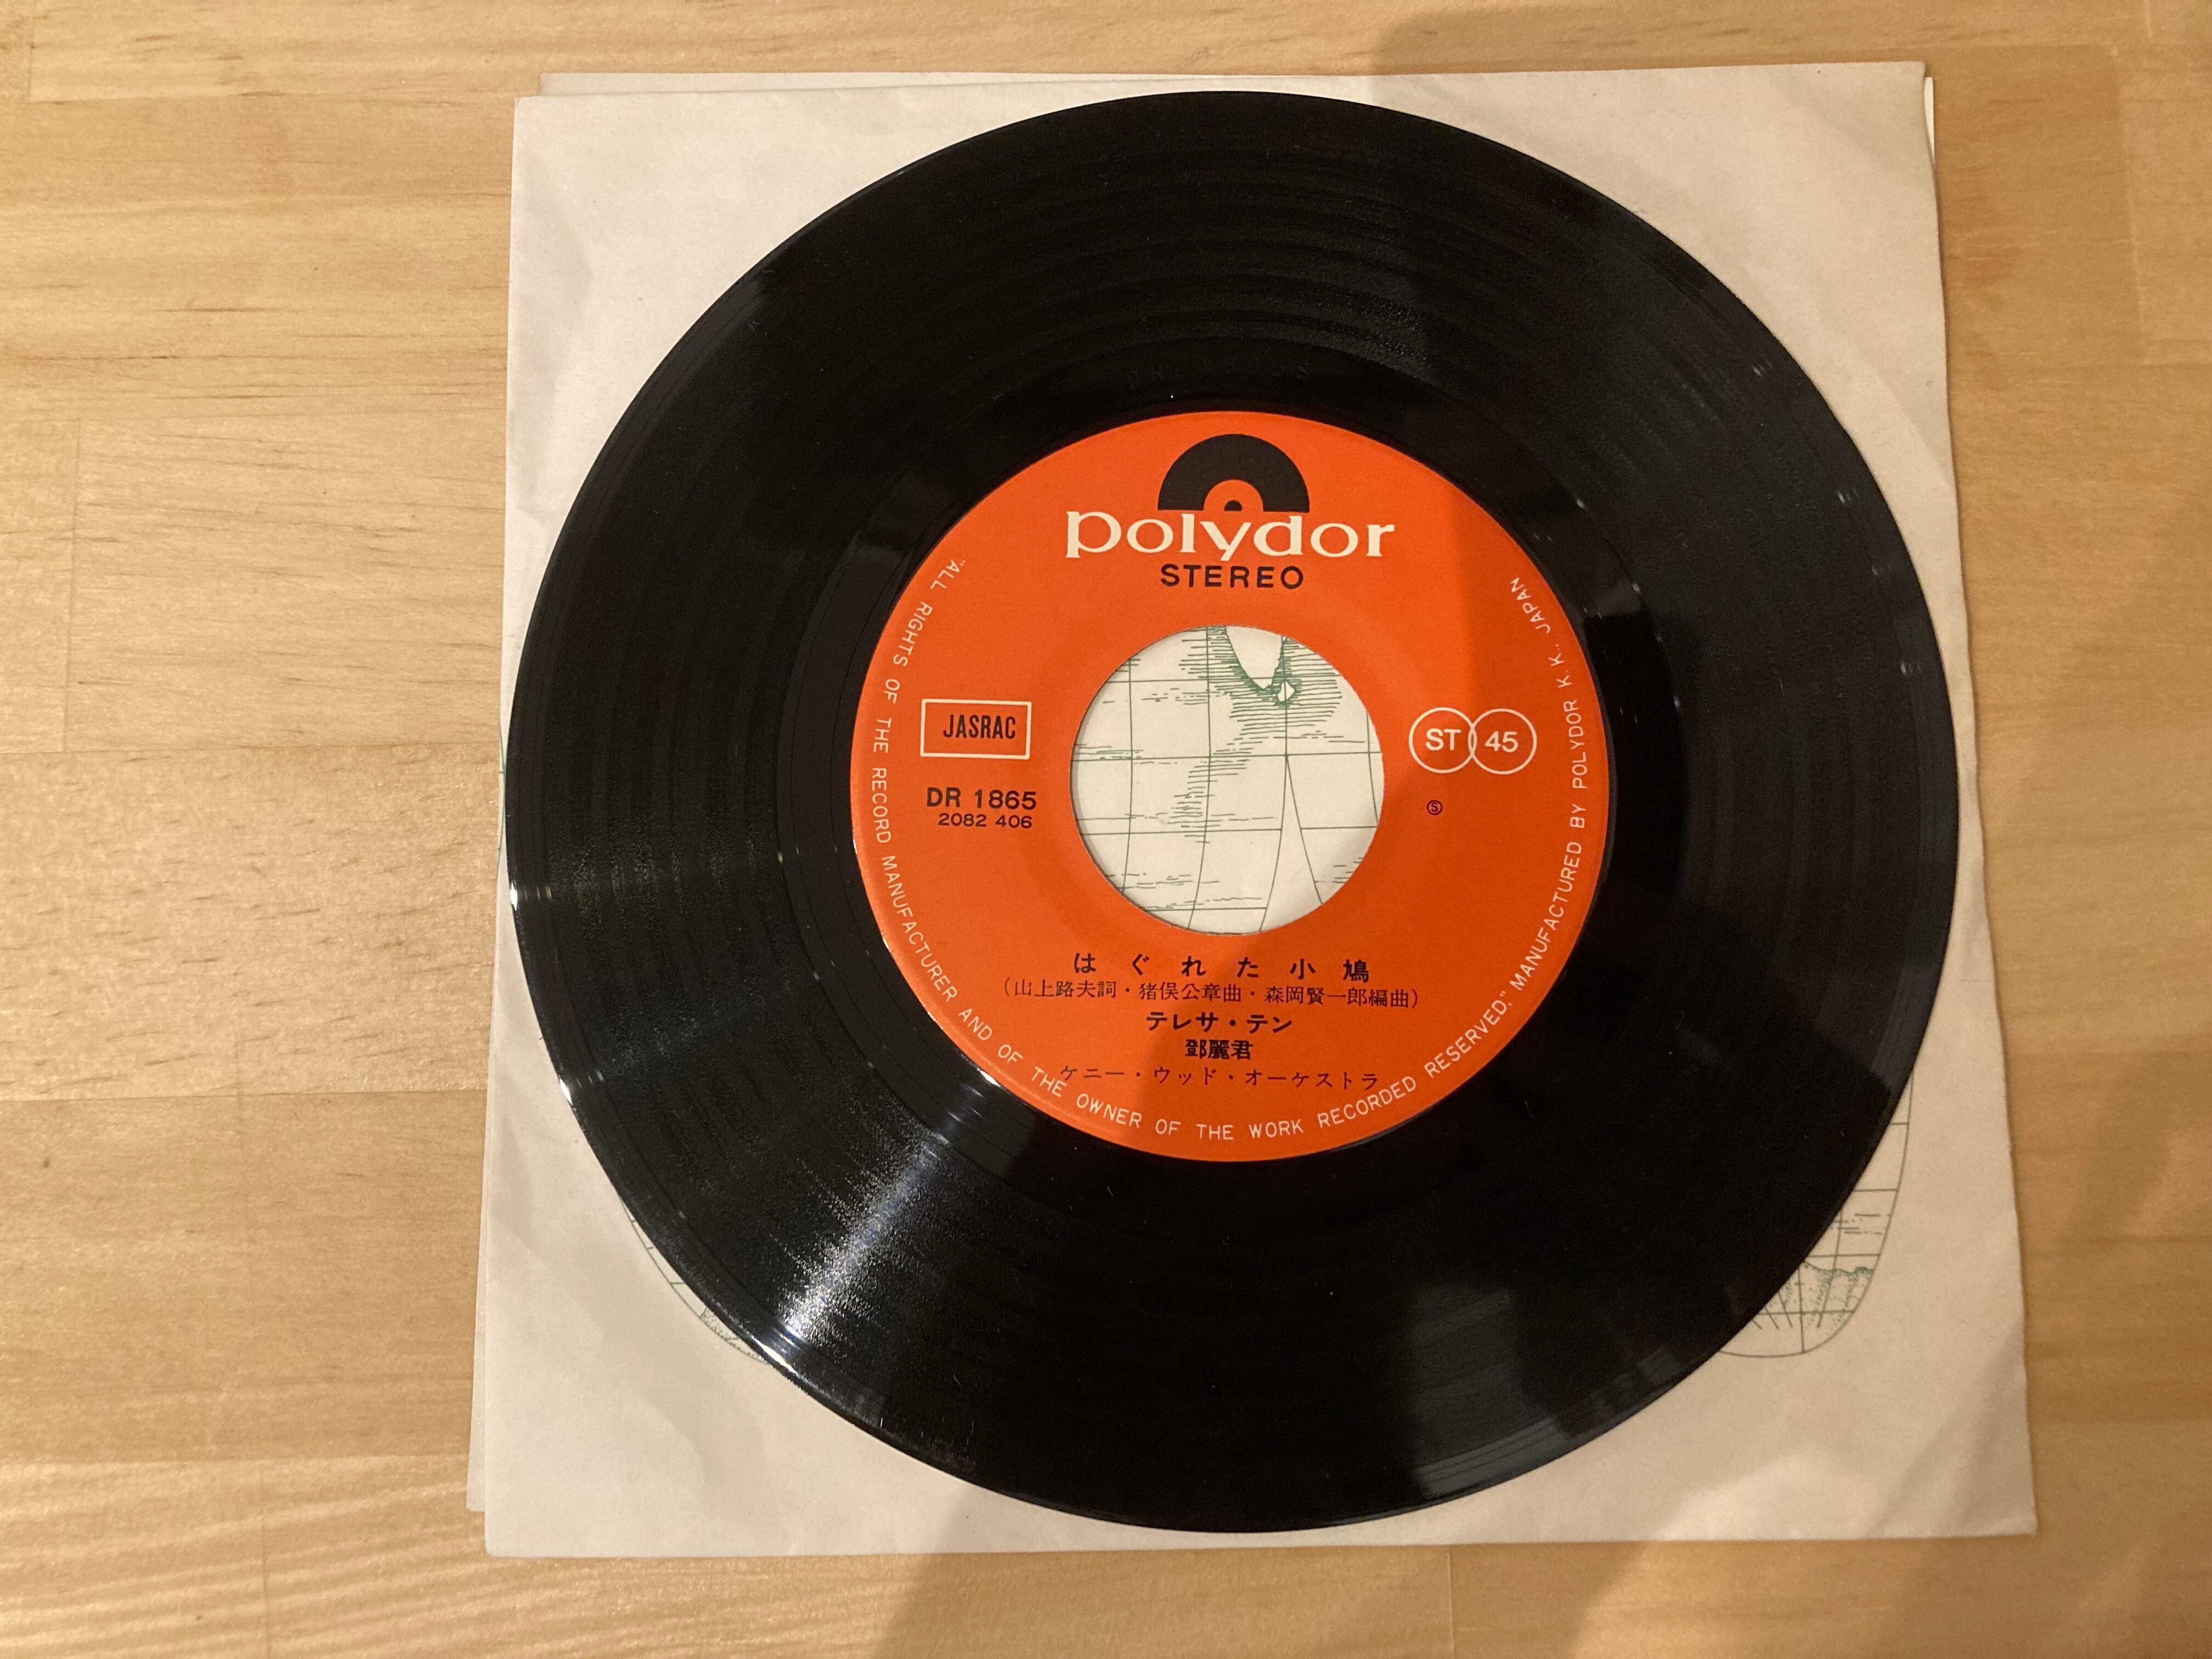 polydor
STEREO
JASRAC
ST 45
DR 1865
2082 406
Ⓢ
はぐれた小鳩
(山上路夫詞・猪俣公章曲・森岡賢一郎編曲)
テレサ・テン
鄧麗君
ケニー・ウッド・オーケストラ
"ALL RIGHTS OF THE RECORD MANUFACTURER AND OF THE OWNER OF THE WORK RECORDED RESERVED." MANUFACTURED BY POLYDOR K.K., JAPAN